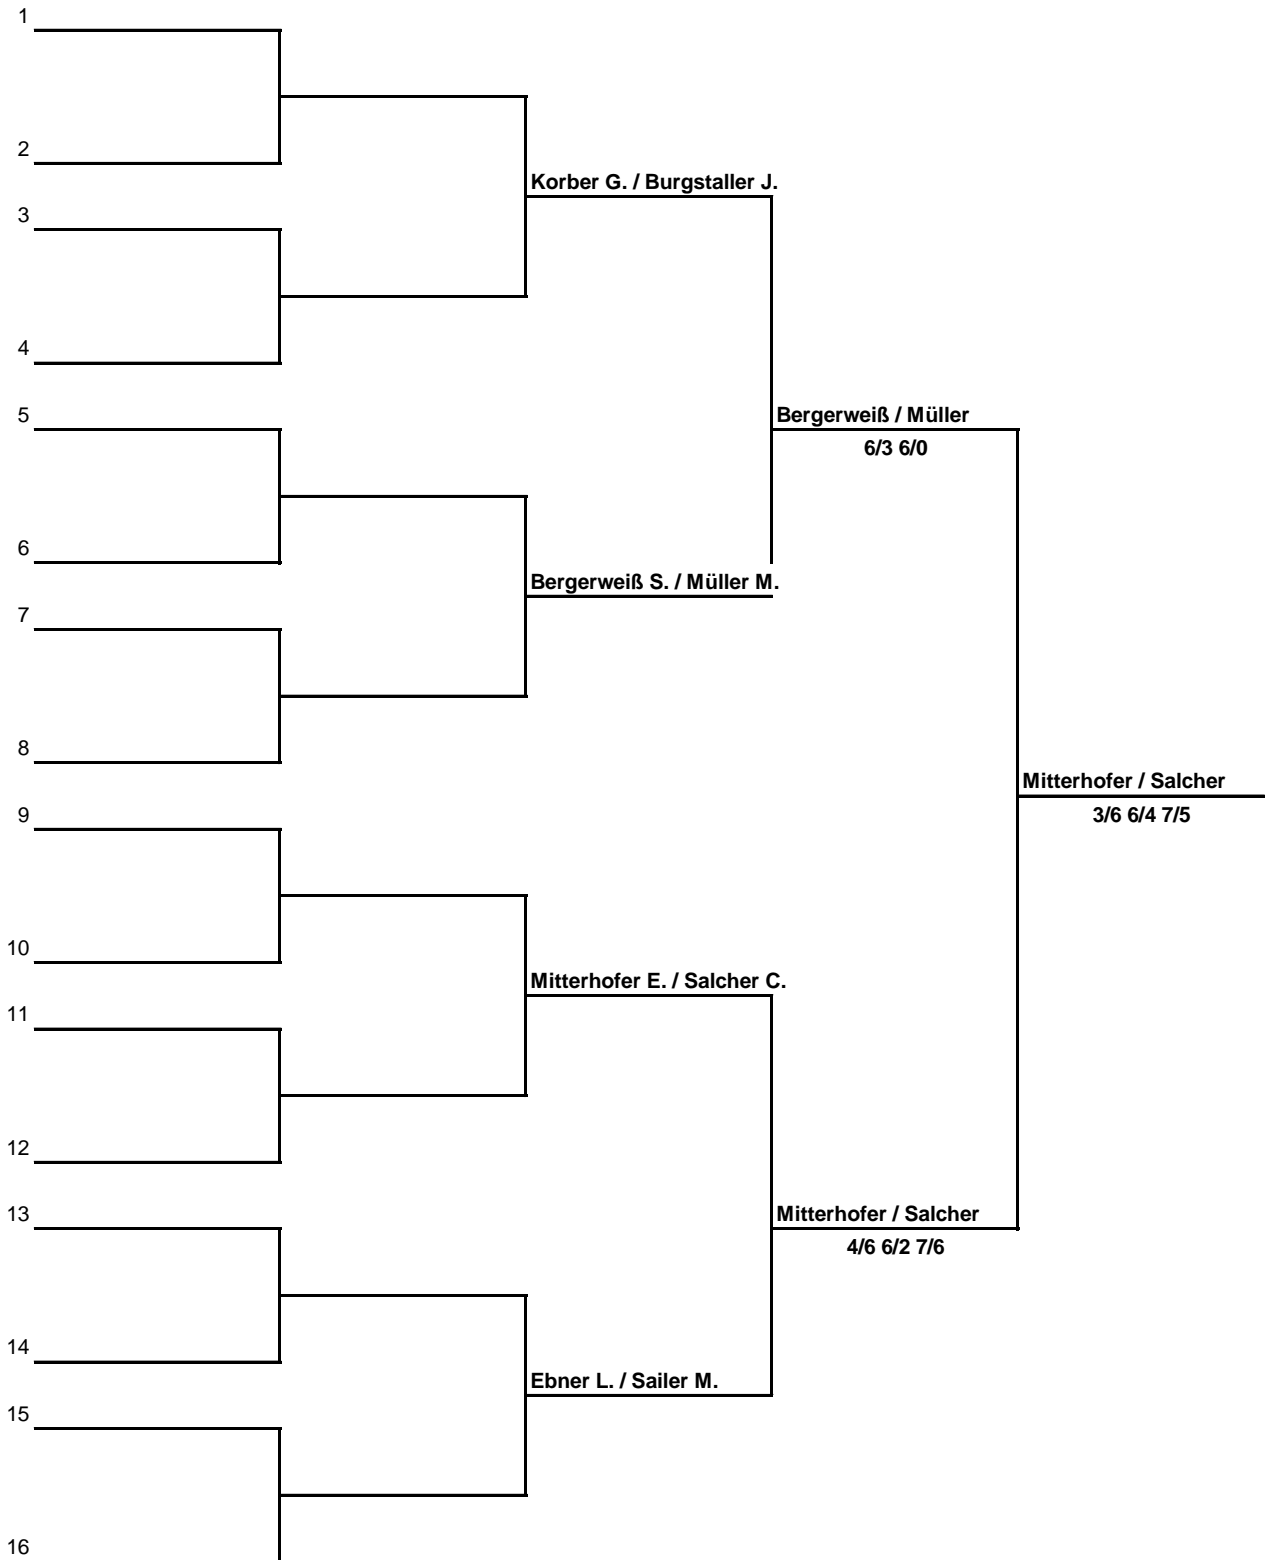 1
2
Korber G. / Burgstaller J.
3
4
5
Bergerweiß / Müller
6/3 6/0
6
Bergerweiß S. / Müller M.
7
8
Mitterhofer / Salcher
3/6 6/4 7/5
9
10
Mitterhofer E. / Salcher C.
11
12
13
Mitterhofer / Salcher
4/6 6/2 7/6
14
Ebner L. / Sailer M.
15
16